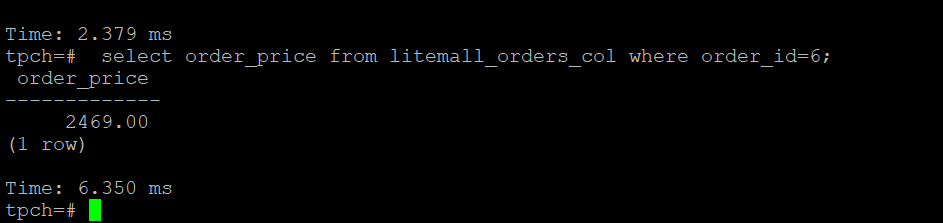 Time: 2.379 ms
tpch=#  select order_price from litemall_orders_col where order_id=6;
 order_price
-------------
     2469.00
(1 row)
Time: 6.350 ms
tpch=#